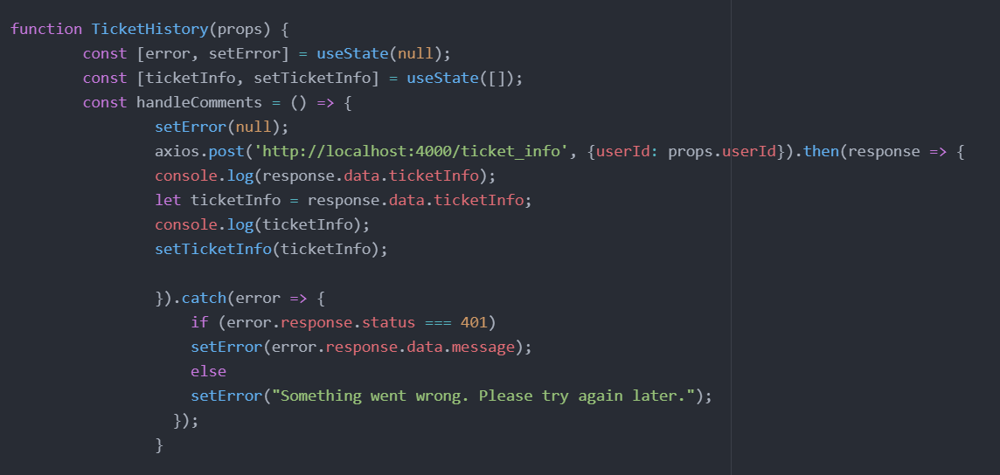 function TicketHistory(props) {
const [error, setError] = useState(null);
const [ticketInfo, setTicketInfo] = useState([]);
const handleComments = () => {
setError(null);
axios.post('http://localhost:4000/ticket_info', {userId: props.userId}).then(response => {
console.log(response.data.ticketInfo);
let ticketInfo = response.data.ticketInfo;
console.log(ticketInfo);
setTicketInfo(ticketInfo);
}).catch(error => {
if (error.response.status === 401)
setError(error.response.data.message);
else
setError("Something went wrong. Please try again later.");
});
}